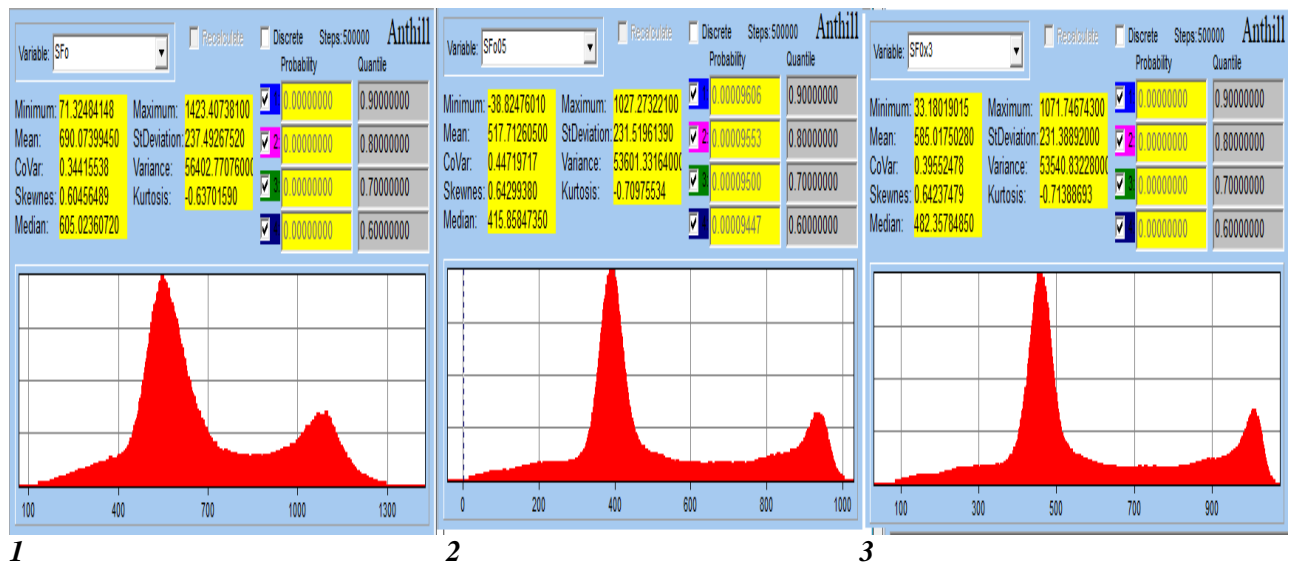 Variable: SFo Recalculate Discrete Steps:500000 Anthill
Probability Quantile
Minimum: 71.32484148 Maximum: 1423.40738100 1 0.00000000 0.90000000
Mean: 690.07399450 StDeviation: 237.49267520 2 0.00000000 0.80000000
CoVar: 0.34415538 Variance: 56402.77076000
Skewnes: 0.60456489 Kurtosis: -0.63701590 3 0.00000000 0.70000000
Median: 605.02360720 0.00000000 0.60000000
100 400 700 1000 1300
1
Variable: SFo05 Recalculate Discrete Steps:500000 Anthill
Probability Quantile
Minimum: -38.82476010 Maximum: 1027.27322100 1 0.00009606 0.90000000
Mean: 517.71260500 StDeviation: 231.51961390 2 0.00009553 0.80000000
CoVar: 0.44719717 Variance: 53601.33164000
Skewnes: 0.64299380 Kurtosis: -0.70975534 3 0.00009500 0.70000000
Median: 415.85847350 0.00009447 0.60000000
0 200 400 600 800 1000
2
Variable: SF0x3 Recalculate Discrete Steps:500000 Anthill
Probability Quantile
Minimum: 33.18019015 Maximum: 1071.74674300 1 0.00000000 0.90000000
Mean: 585.01750280 StDeviation: 231.38892000 2 0.00000000 0.80000000
CoVar: 0.39552478 Variance: 53540.83228000
Skewnes: 0.64237479 Kurtosis: -0.71388693 3 0.00000000 0.70000000
Median: 482.35784850 0.00000000 0.60000000
100 300 500 700 900
3